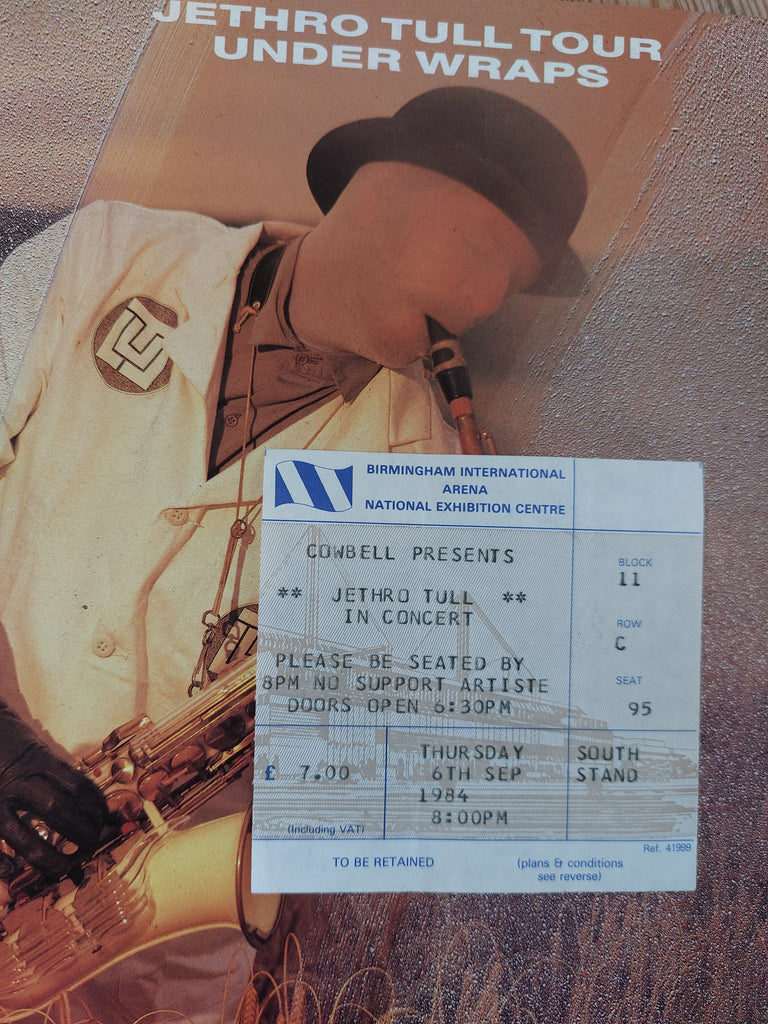 JETHRO TULL TOUR
UNDER WRAPS
BIRMINGHAM INTERNATIONAL
ARENA
NATIONAL EXHIBITION CENTRE
COWBELL PRESENTS
** JETHRO TULL **
IN CONCERT
PLEASE BE SEATED BY
8PM NO SUPPORT ARTISTE
DOORS OPEN 6:30PM
BLOCK
11
ROW
C
SEAT
95
£ 7.00
(Including VAT)
THURSDAY
6TH SEP
1984
8:00PM
SOUTH
STAND
Ref. 41999
TO BE RETAINED
(plans & conditions
see reverse)